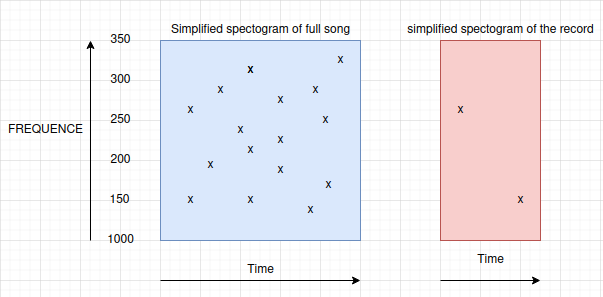 Simplified spectogram of full song
simplified spectogram of the record
350
x
x
300
x
x
x
x
x
250
x
FREQUENCE
x
x
x
200
x
x
x
150
x
x
x
x
1000
Time
Time